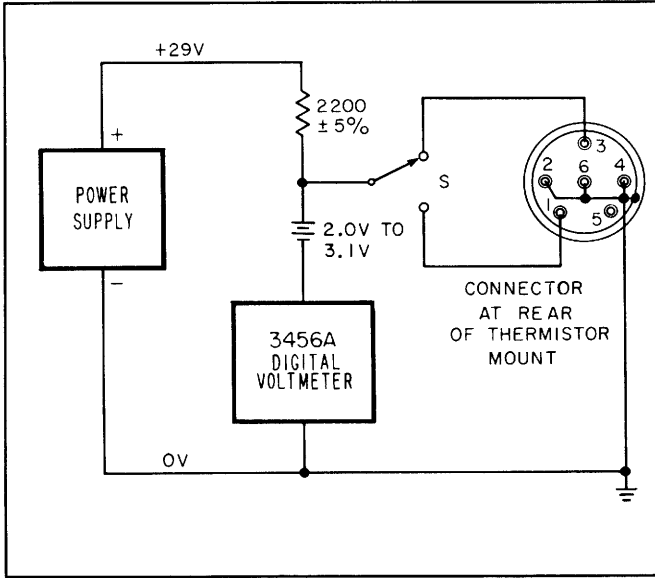 +29V
2200
±5%
+
POWER
SUPPLY
−
S
2.0V TO
3.1V
3
2 6 4
1
5
CONNECTOR
AT REAR
OF THERMISTOR
MOUNT
3456A
DIGITAL
VOLTMETER
0V